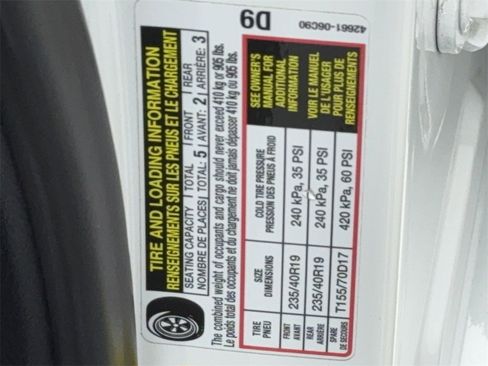 TIRE AND LOADING INFORMATION
RENSEIGNEMENTS SUR LES PNEUS ET LE CHARGEMENT
SEATING CAPACITY | TOTAL | FRONT | REAR
NOMBRE DE PLACES | TOTAL: 5 | AVANT: 2 | ARRIÈRE: 3
The combined weight of occupants and cargo should never exceed 410 kg or 905 lbs.
Le poids total des occupants et du chargement ne doit jamais dépasser 410 kg ou 905 lbs.
TIRE
PNEU
SIZE
DIMENSIONS
COLD TIRE PRESSURE
PRESSION DES PNEUS À FROID
FRONT
AVANT
235/40R19
240 kPa, 35 PSI
REAR
ARRIÈRE
235/40R19
240 kPa, 35 PSI
SPARE
DE SECOURS
T155/70D17
420 kPa, 60 PSI
SEE OWNER'S
MANUAL FOR
ADDITIONAL
INFORMATION
VOIR LE MANUEL
DE L'USAGER
POUR PLUS DE
RENSEIGNEMENTS
D9
42661-06C90